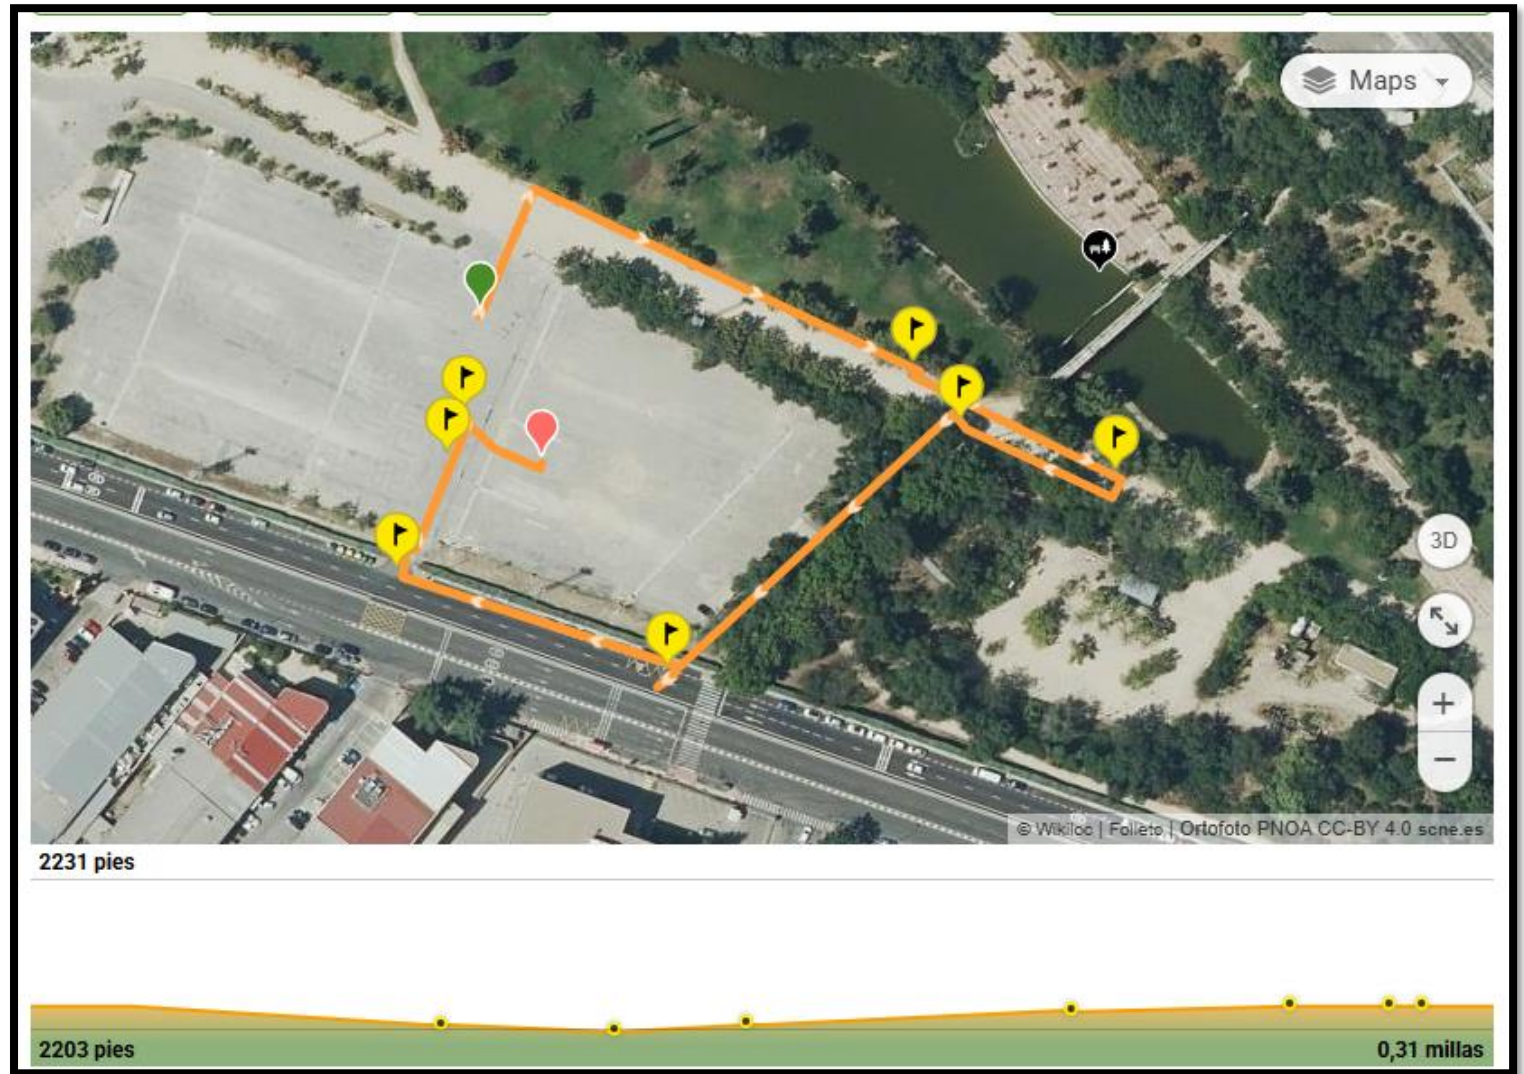 Maps
3D
+
−
© Wikiloc | Folleto | Ortofoto PNOA CC-BY 4.0 scne.es
2231 pies
2203 pies
0,31 millas